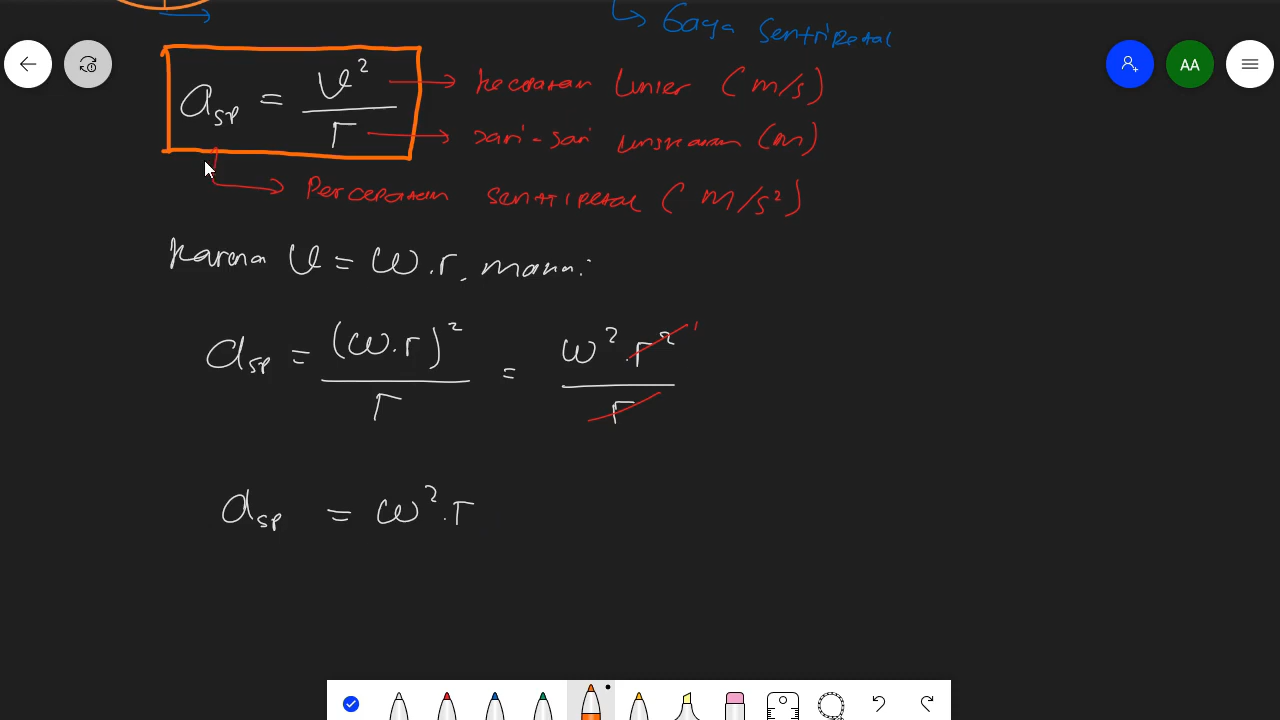 Gaya Sentripetal
AA
a_sp = v² / r
kecepatan linier (m/s)
jari-jari lingkaran (m)
Percepatan sentripetal (m/s²)
karena v = ω.r, maka:
a_sp = (ω.r)² / r = ω².r² / r
1
a_sp = ω².r